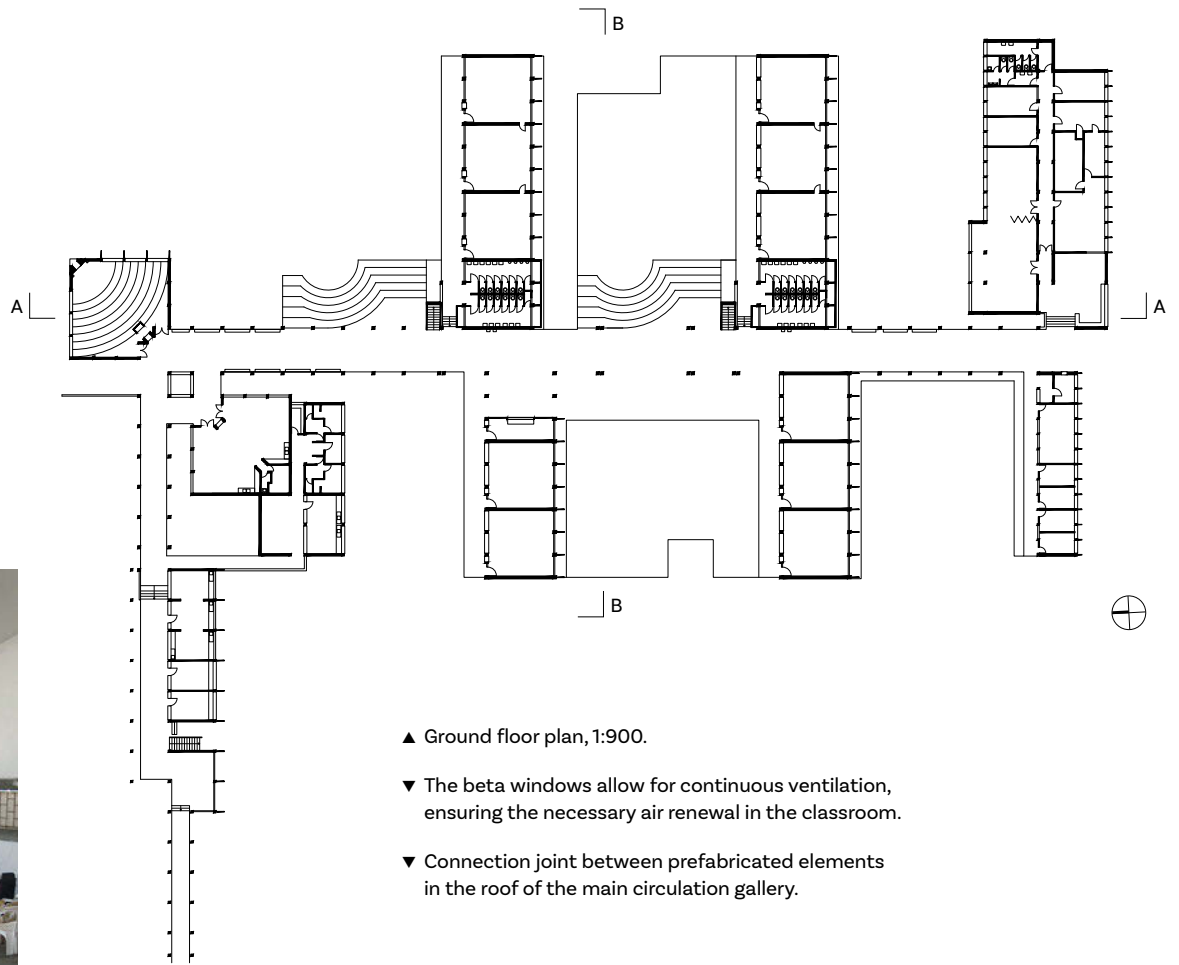 B
A
A
B
▲ Ground floor plan, 1:900.
▼ The beta windows allow for continuous ventilation,
ensuring the necessary air renewal in the classroom.
▼ Connection joint between prefabricated elements
in the roof of the main circulation gallery.